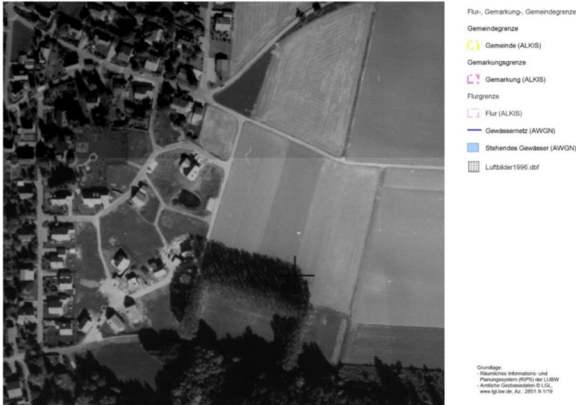 Flur-, Gemarkung-, Gemeindegrenze
Gemeindegrenze
Gemeinde (ALKIS)
Gemarkungsgrenze
Gemarkung (ALKIS)
Flurgrenze
Flur (ALKIS)
Gewässernetz (AWGN)
Stehendes Gewässer (AWGN)
Luftbilder1996.dbf
Grundlage:
- Räumliches Informations- und
Planungssystem (RIPS) der LUBW
- Amtliche Geobasisdaten © LGL,
www.lgl-bw.de, Az.: 2851.9-1/19